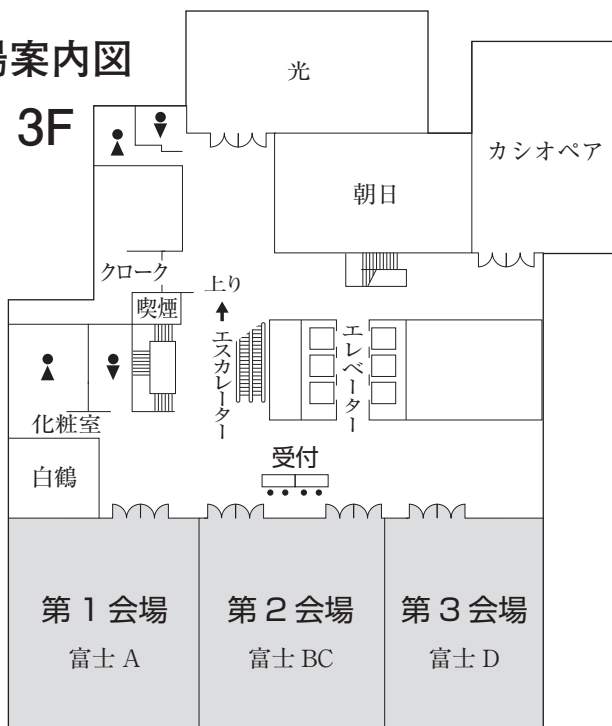 場案内図
3F
光
カシオペア
朝日
クローク
上り
喫煙
エスカレーター
エレベーター
化粧室
受付
白鶴
第1会場
第2会場
第3会場
富士 A
富士 BC
富士 D